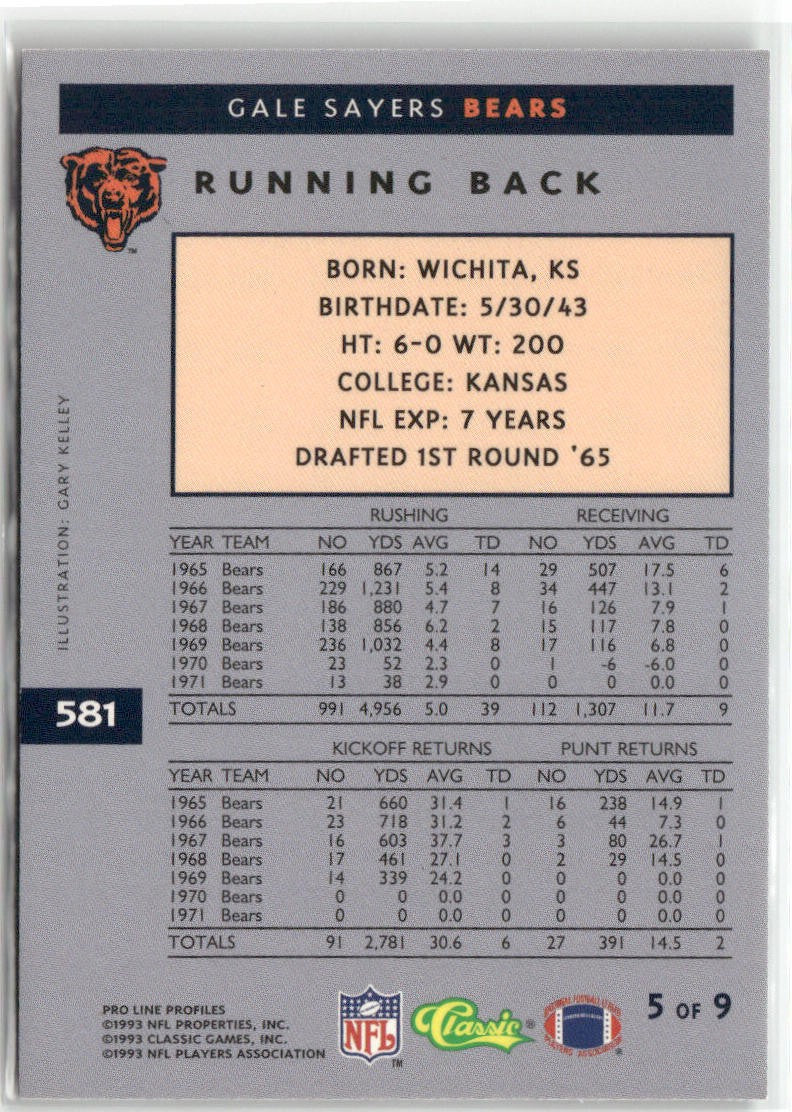 GALE SAYERS BEARS
RUNNING BACK
TM
BORN: WICHITA, KS
BIRTHDATE: 5/30/43
HT: 6-0 WT: 200
COLLEGE: KANSAS
NFL EXP: 7 YEARS
DRAFTED 1ST ROUND '65
ILLUSTRATION: GARY KELLEY
RUSHING RECEIVING
YEAR TEAM NO YDS AVG TD NO YDS AVG TD
1965 Bears 166 867 5.2 14 29 507 17.5 6
1966 Bears 229 1,231 5.4 8 34 447 13.1 2
1967 Bears 186 880 4.7 7 16 126 7.9 1
1968 Bears 138 856 6.2 2 15 117 7.8 0
1969 Bears 236 1,032 4.4 8 17 116 6.8 0
1970 Bears 23 52 2.3 0 1 -6 -6.0 0
1971 Bears 13 38 2.9 0 0 0 0.0 0
TOTALS 991 4,956 5.0 39 112 1,307 11.7 9
581
KICKOFF RETURNS PUNT RETURNS
YEAR TEAM NO YDS AVG TD NO YDS AVG TD
1965 Bears 21 660 31.4 1 16 238 14.9 1
1966 Bears 23 718 31.2 2 6 44 7.3 0
1967 Bears 16 603 37.7 3 3 80 26.7 1
1968 Bears 17 461 27.1 0 2 29 14.5 0
1969 Bears 14 339 24.2 0 0 0 0.0 0
1970 Bears 0 0 0.0 0 0 0 0.0 0
1971 Bears 0 0 0.0 0 0 0 0.0 0
TOTALS 91 2,781 30.6 6 27 391 14.5 2
PRO LINE PROFILES
©1993 NFL PROPERTIES, INC.
©1993 CLASSIC GAMES, INC.
©1993 NFL PLAYERS ASSOCIATION
NFL
TM
Classic ®
NATIONAL FOOTBALL LEAGUE
PLAYERS ASSOCIATION ®
5 OF 9